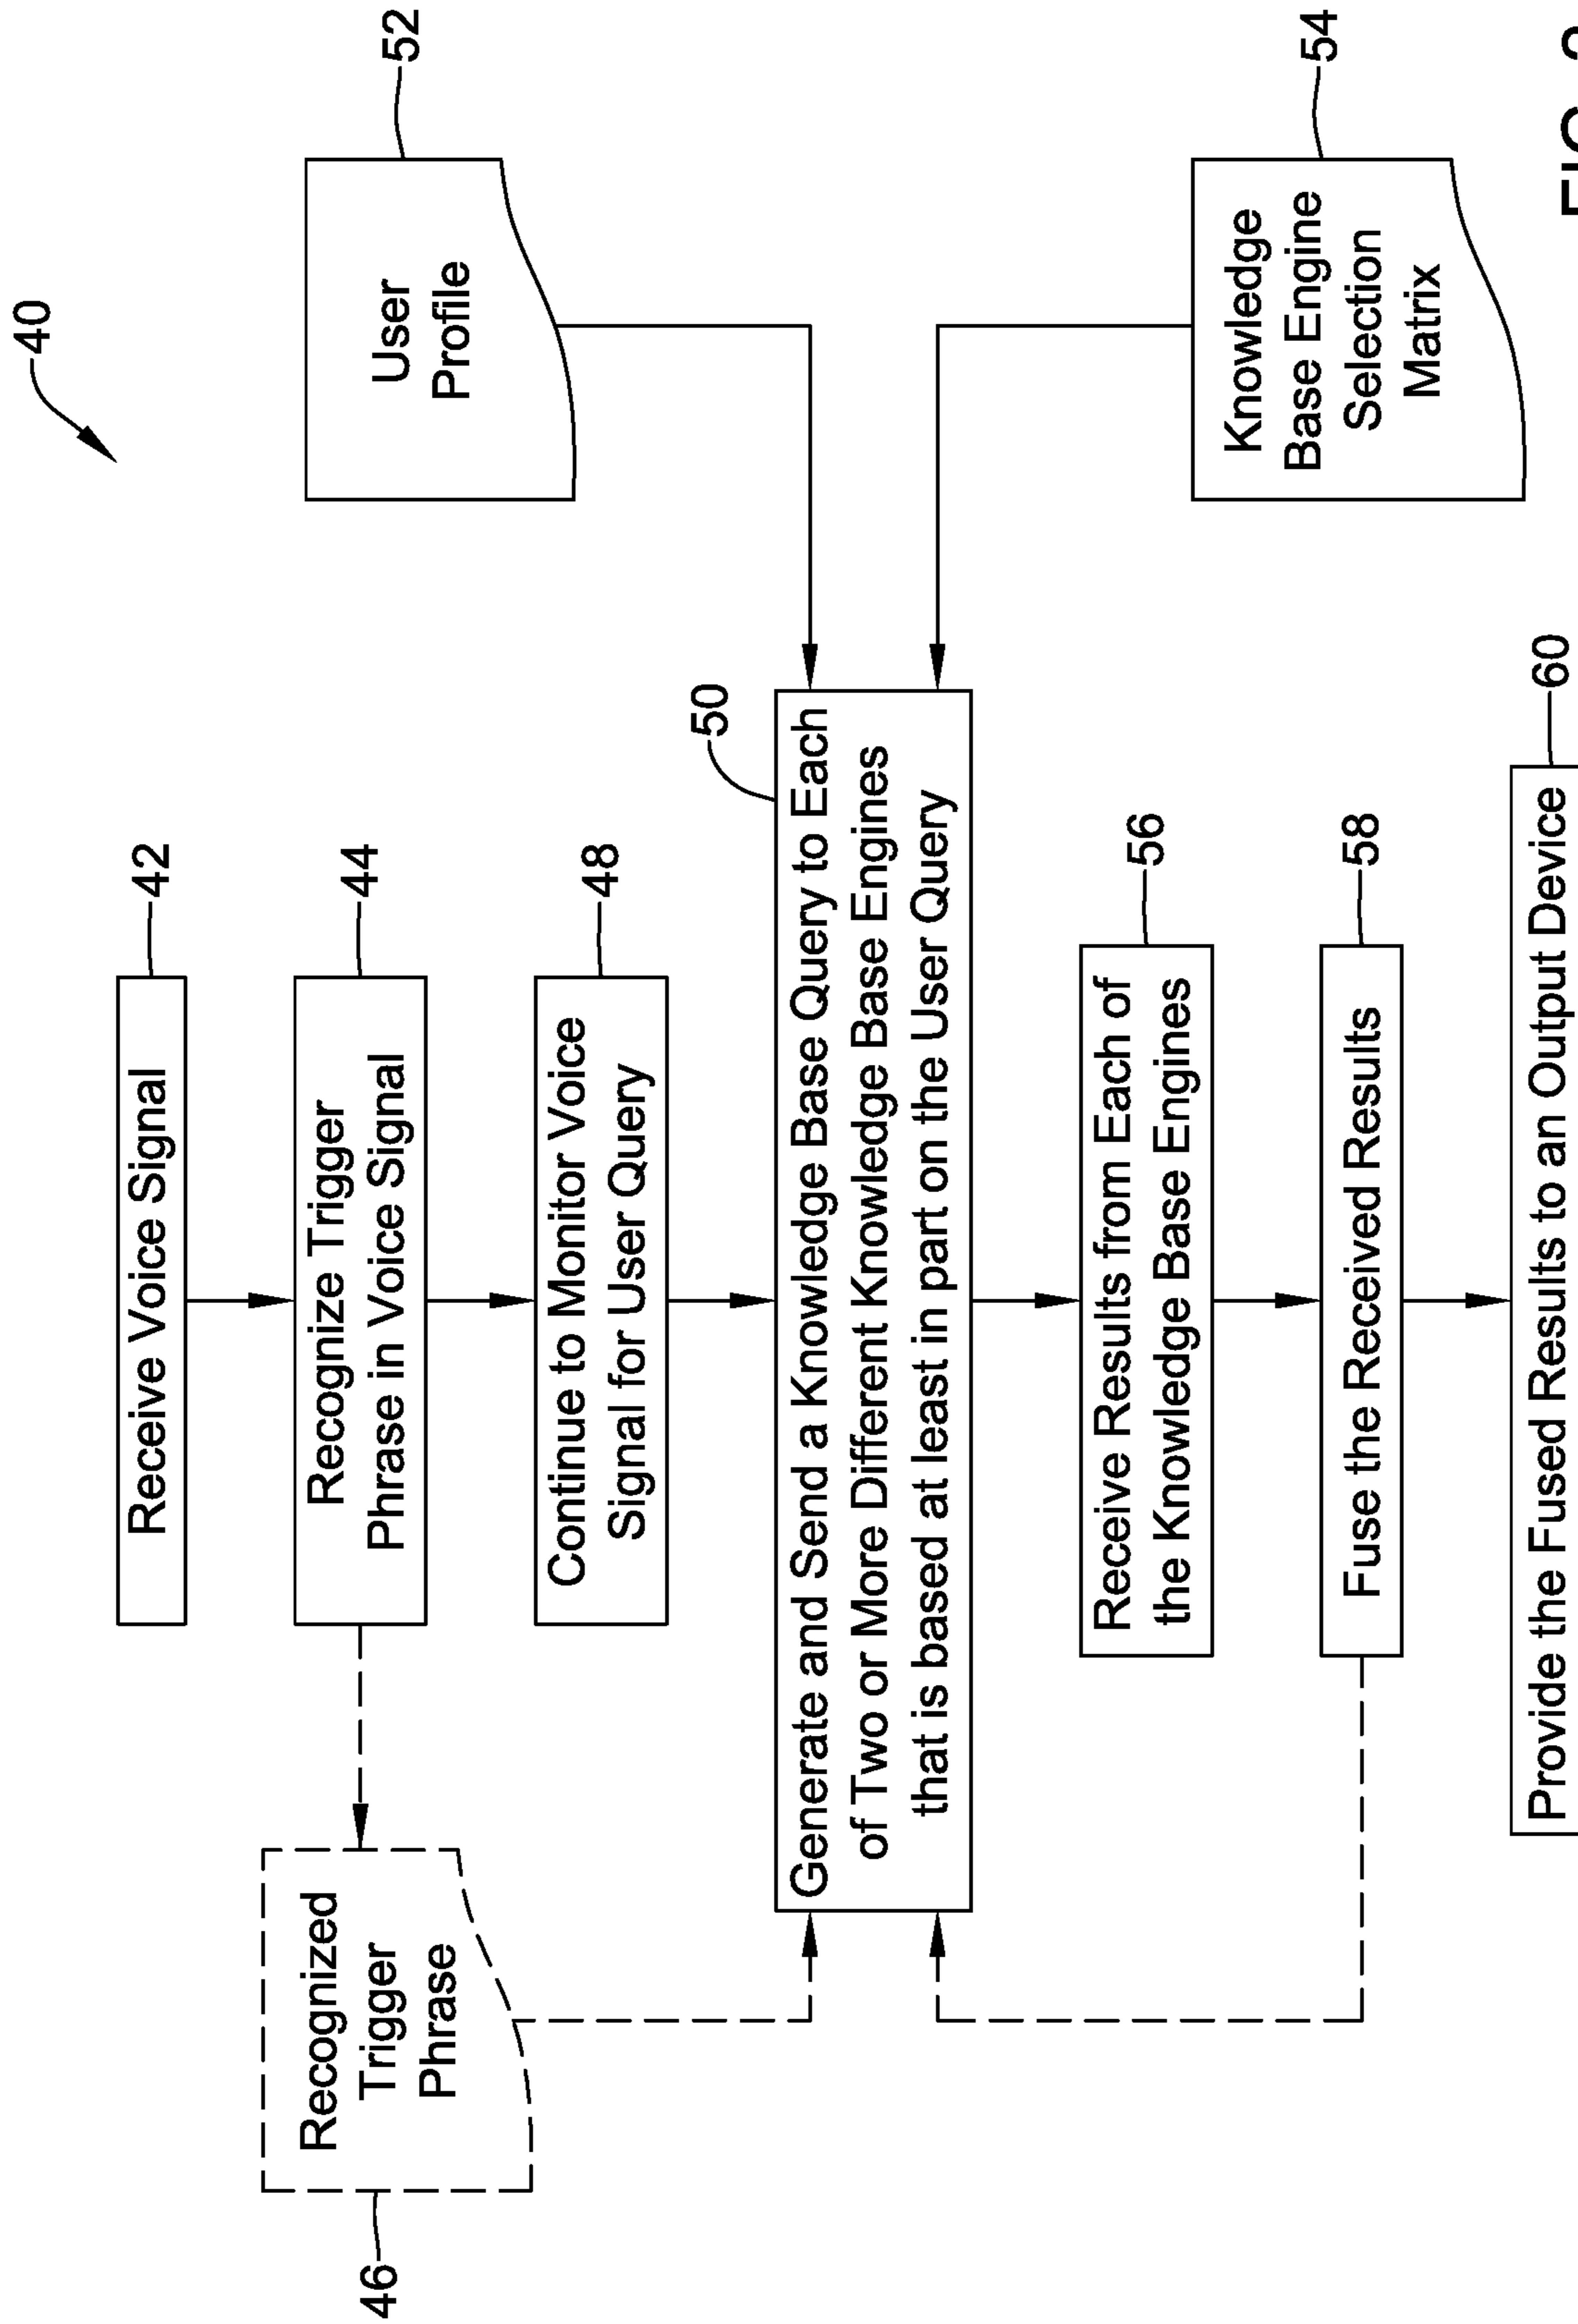 40
Receive Voice Signal
42
Recognize Trigger
Phrase in Voice Signal
44
Recognized
Trigger
Phrase
46
Continue to Monitor Voice
Signal for User Query
48
User
Profile
52
Generate and Send a Knowledge Base Query to Each
of Two or More Different Knowledge Base Engines
that is based at least in part on the User Query
50
Knowledge
Base Engine
Selection
Matrix
54
Receive Results from Each of
the Knowledge Base Engines
56
Fuse the Received Results
58
Provide the Fused Results to an Output Device
60